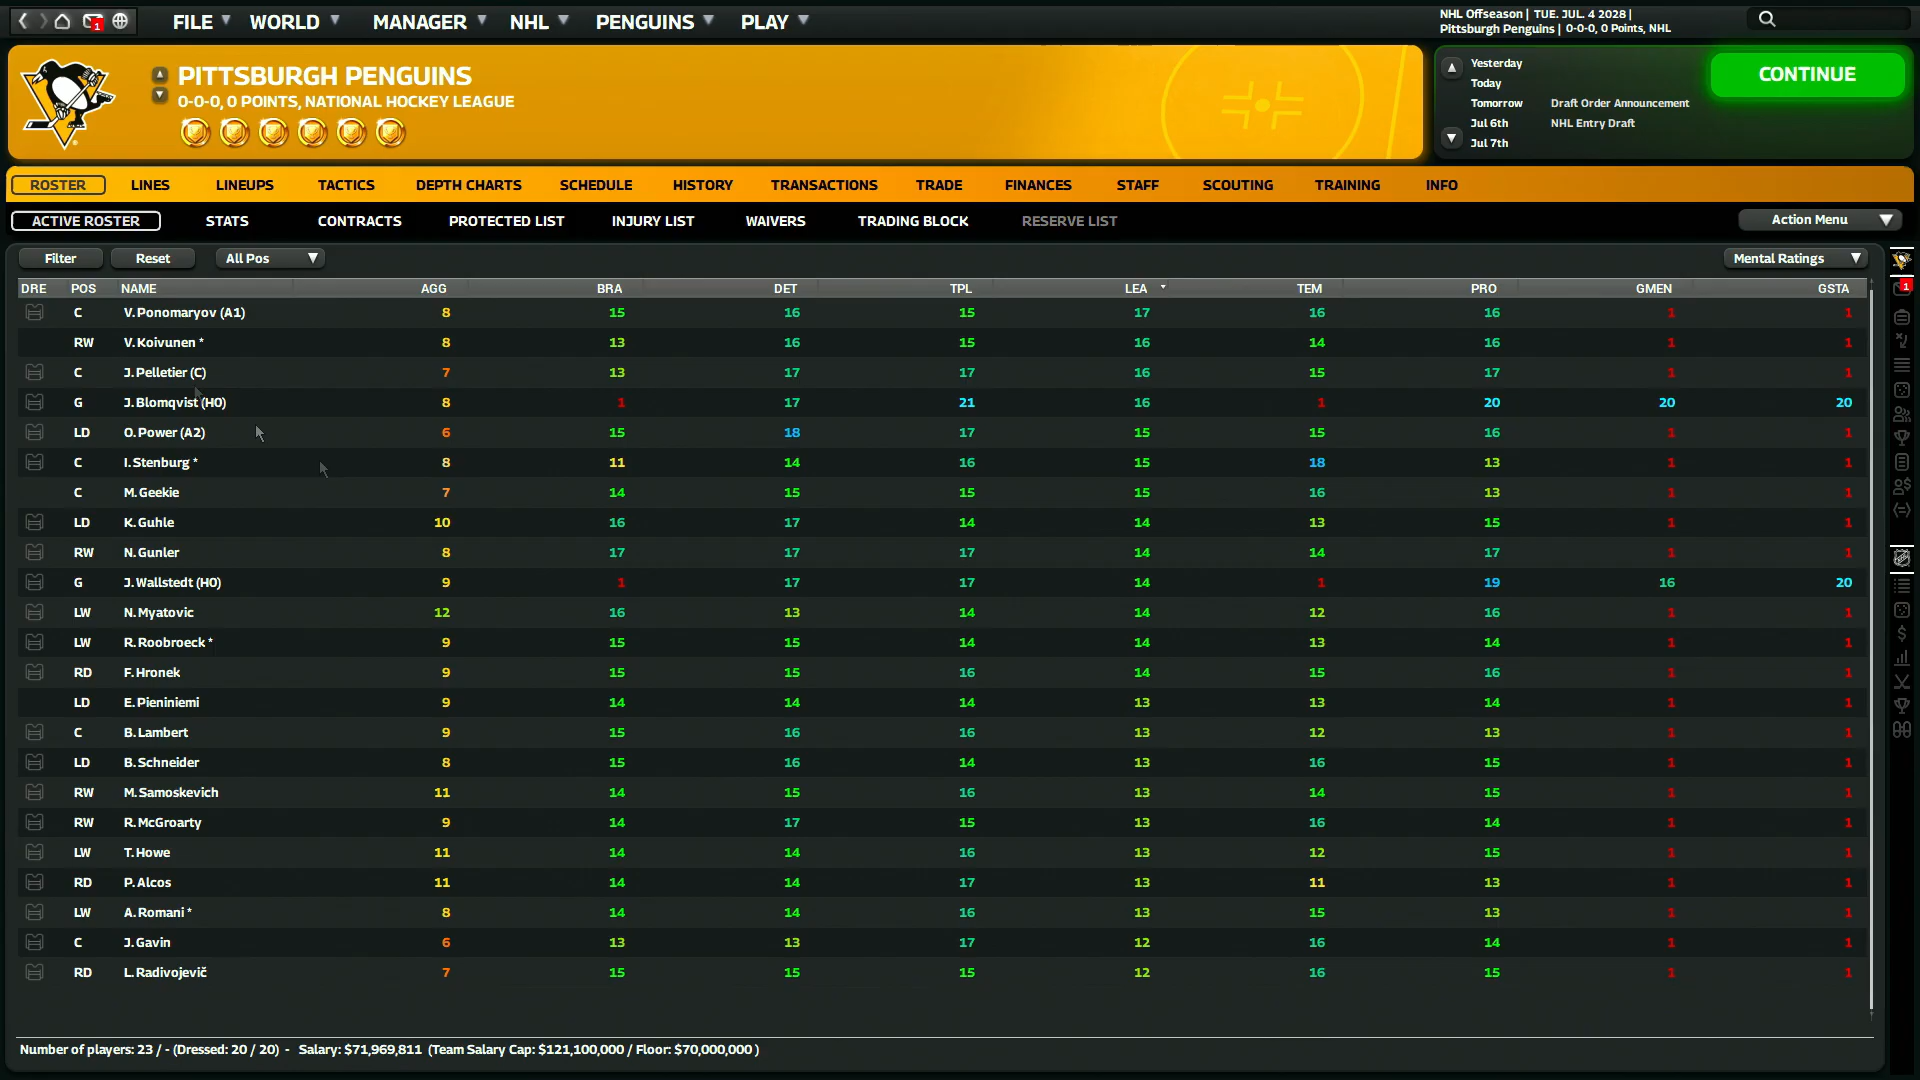 1
FILE WORLD MANAGER NHL PENGUINS PLAY
NHL Offseason | TUE. JUL. 4 2028 |
Pittsburgh Penguins | 0-0-0, 0 Points, NHL
PITTSBURGH PENGUINS
0-0-0, 0 POINTS, NATIONAL HOCKEY LEAGUE
Yesterday
Today
Tomorrow Draft Order Announcement
Jul 6th NHL Entry Draft
Jul 7th
CONTINUE
ROSTER LINES LINEUPS TACTICS DEPTH CHARTS SCHEDULE HISTORY TRANSACTIONS TRADE FINANCES STAFF SCOUTING TRAINING INFO
ACTIVE ROSTER STATS CONTRACTS PROTECTED LIST INJURY LIST WAIVERS TRADING BLOCK RESERVE LIST Action Menu
Filter Reset All Pos Mental Ratings
DRE POS NAME AGG BRA DET TPL LEA TEM PRO GMEN GSTA
C V. Ponomaryov (A1) 8 15 16 15 17 16 16 1 1
RW V. Koivunen * 8 13 16 15 16 14 16 1 1
C J. Pelletier (C) 7 13 17 17 16 15 17 1 1
G J. Blomqvist (H0) 8 1 17 21 16 1 20 20 20
LD O. Power (A2) 6 15 18 17 15 15 16 1 1
C I. Stenburg * 8 11 14 16 15 18 13 1 1
C M. Geekie 7 14 15 15 15 16 13 1 1
LD K. Guhle 10 16 17 14 14 13 15 1 1
RW N. Gunler 8 17 17 17 14 14 17 1 1
G J. Wallstedt (H0) 9 1 17 17 14 1 19 16 20
LW N. Myatovic 12 16 13 14 14 12 16 1 1
LW R. Roobroeck * 9 15 15 14 14 13 14 1 1
RD F. Hronek 9 15 15 16 14 15 16 1 1
LD E. Pieniniemi 9 14 14 14 13 13 14 1 1
C B. Lambert 9 15 16 16 13 12 13 1 1
LD B. Schneider 8 15 16 14 13 16 15 1 1
RW M. Samoskevich 11 14 15 16 13 14 15 1 1
RW R. McGroarty 9 14 17 15 13 16 14 1 1
LW T. Howe 11 14 14 16 13 12 15 1 1
RD P. Alcos 11 14 14 17 13 11 13 1 1
LW A. Romani * 8 14 14 16 13 15 13 1 1
C J. Gavin 6 13 13 17 12 16 14 1 1
RD L. Radivojevič 7 15 15 15 12 16 15 1 1
Number of players: 23 / - (Dressed: 20 / 20) - Salary: $71,969,811 (Team Salary Cap: $121,100,000 / Floor: $70,000,000 )
1